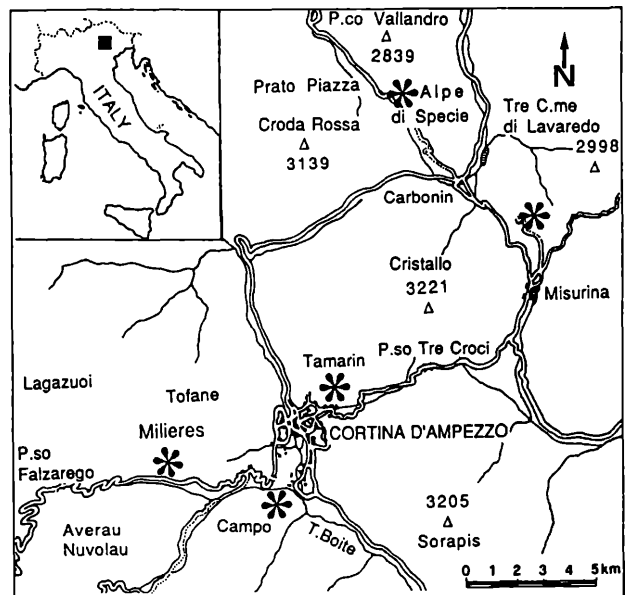 ITALY
P.co Vallandro
2839
Prato Piazza
Alpe
di Specie
Croda Rossa
3139
N
Tre C.me
di Lavaredo
2998
Carbonin
Cristallo
3221
Misurina
P.so Tre Croci
Tamarin
Lagazuoi
Tofane
Milieres
CORTINA D'AMPEZZO
P.so
Falzarego
Averau
Nuvolau
Campo
T. Boite
3205
Sorapis
0 1 2 3 4 5 km